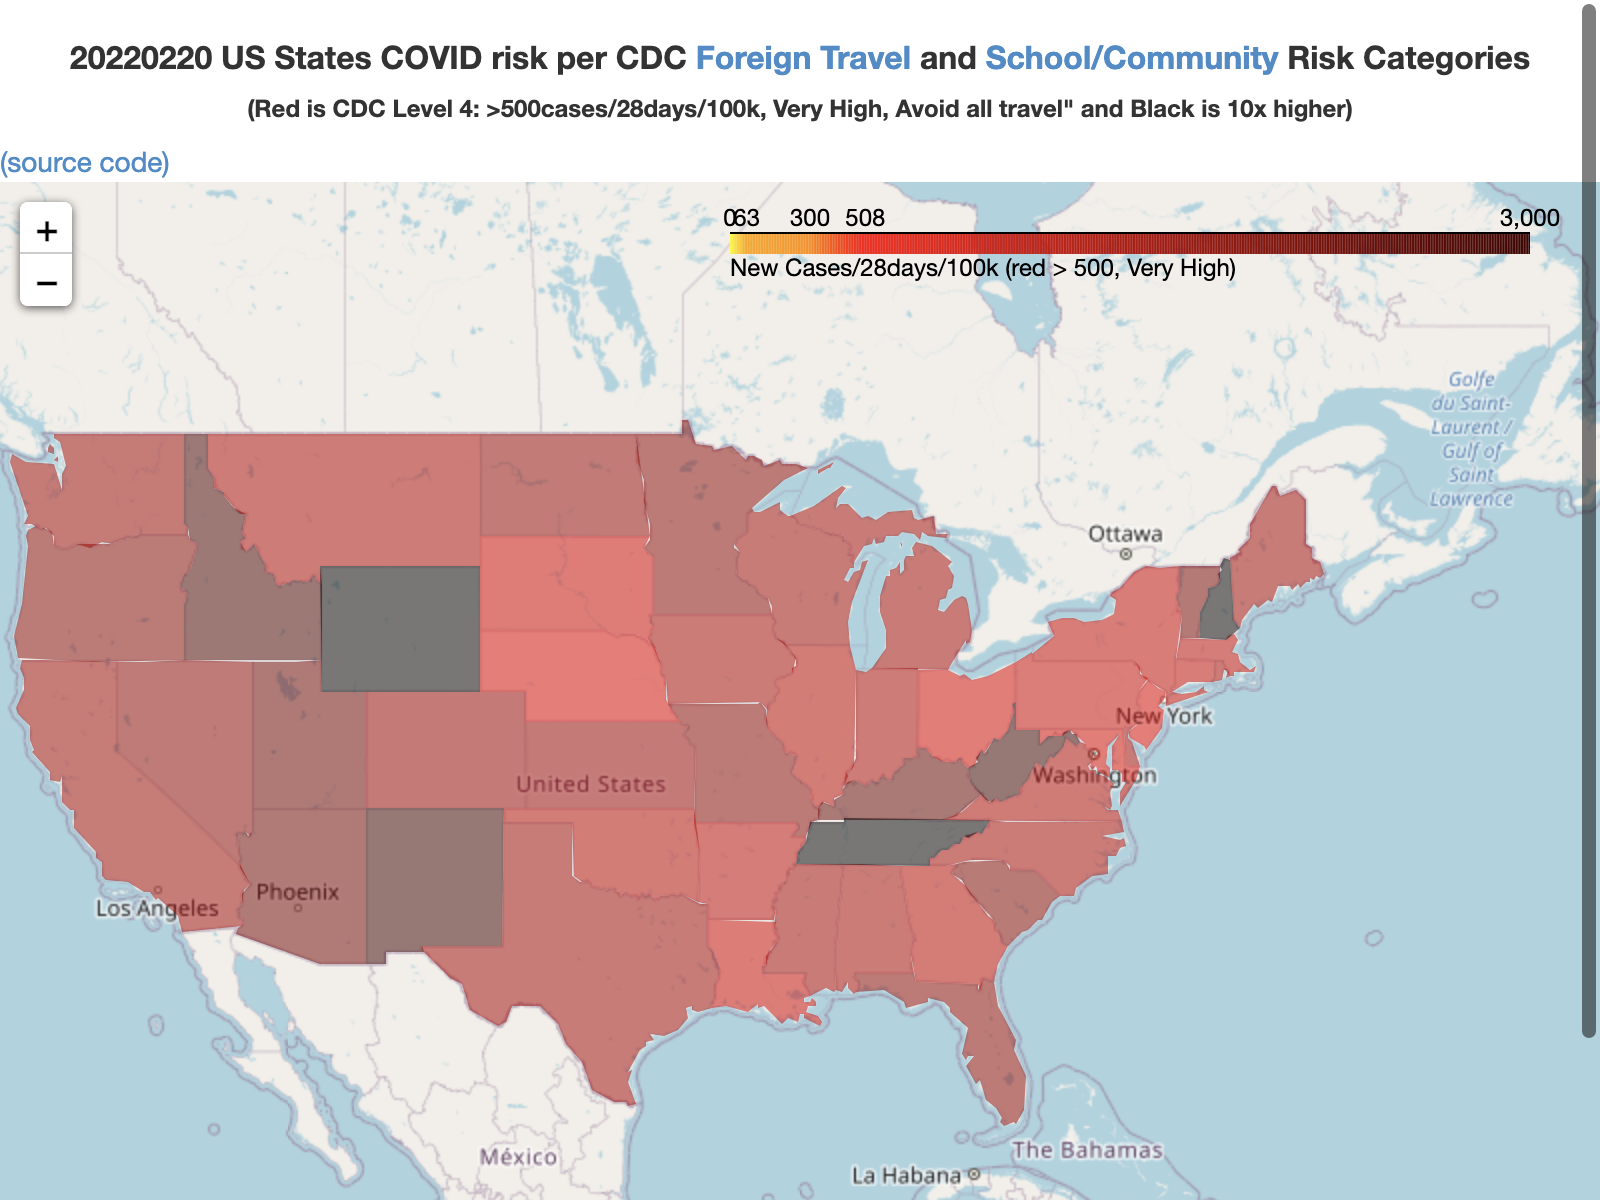 20220220 US States COVID risk per CDC Foreign Travel and School/Community Risk Categories
(Red is CDC Level 4: >500cases/28days/100k, Very High, Avoid all travel" and Black is 10x higher)
(source code)
+
−
063 300 508 3,000
New Cases/28days/100k (red > 500, Very High)
Golfe
du Saint-
Laurent /
Gulf of
Saint
Lawrence
Ottawa
New York
Washington
United States
Phoenix
Los Angeles
The Bahamas
México
La Habana